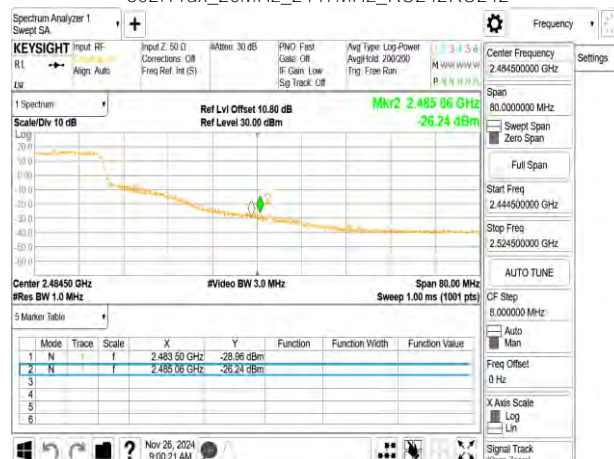 Spectrum Analyzer 1
Swept SA
+
Frequency
Settings
KEYSIGHT
Input: RF
Input Z: 50 Ω
#Atten: 30 dB
PNO: Fast
Avg Type: Log-Power
RL
Align: Auto
Corrections: Off
Freq Ref: Int (S)
Gate: Off
IF Gain: Low
Sig Track: Off
Avg|Hold: 200/200
Trig: Free Run
1 Spectrum
Scale/Div 10 dB
Ref Lvl Offset 10.80 dB
Ref Level 30.00 dBm
Mkr2 2.485 06 GHz
-26.24 dBm
Log
2
Center 2.48450 GHz
#Video BW 3.0 MHz
Span 80.00 MHz
#Res BW 1.0 MHz
Sweep 1.00 ms (1001 pts)
5 Marker Table
Mode Trace Scale X Y Function Function Width Function Value
1 N 1 f 2.483 50 GHz -28.96 dBm
2 N 1 f 2.485 06 GHz -26.24 dBm
3
4
5
6
Nov 26, 2024
9:00:21 AM
Center Frequency
2.484500000 GHz
Span
80.0000000 MHz
Swept Span
Zero Span
Full Span
Start Freq
2.444500000 GHz
Stop Freq
2.524500000 GHz
AUTO TUNE
CF Step
8.000000 MHz
Auto
Man
Freq Offset
0 Hz
X Axis Scale
Log
Lin
Signal Track